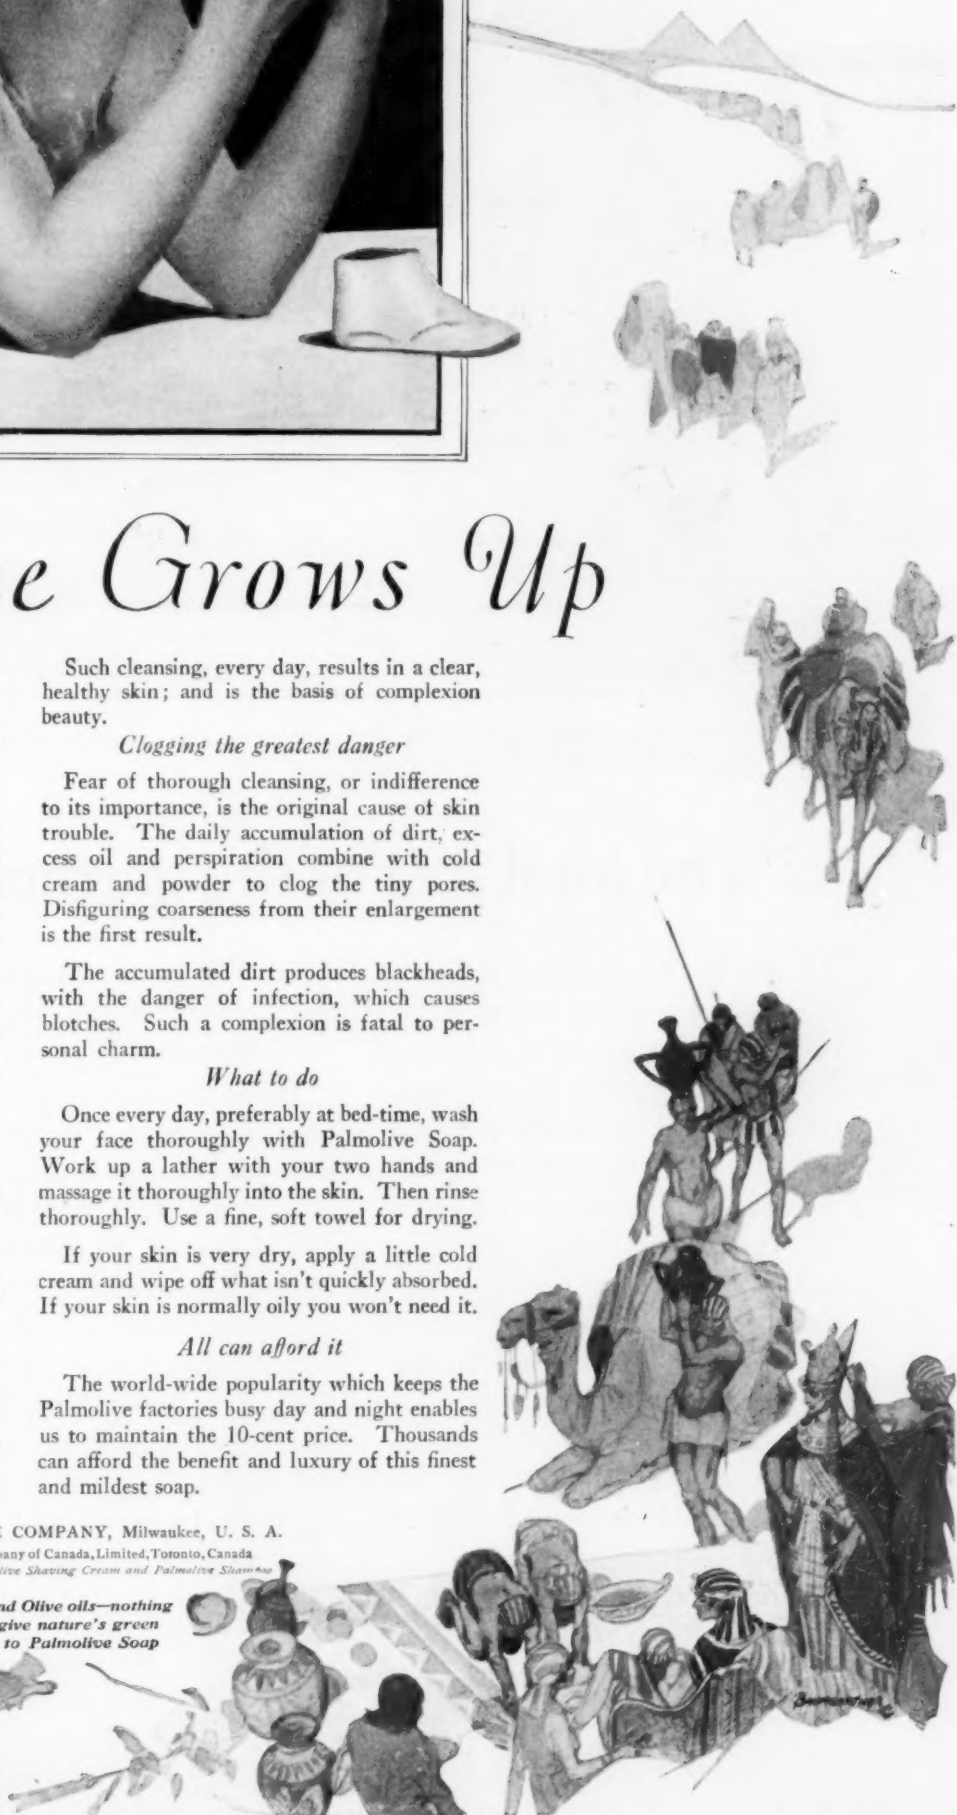 e Grows Up
Such cleansing, every day, results in a clear,
healthy skin; and is the basis of complexion
beauty.
Clogging the greatest danger
Fear of thorough cleansing, or indifference
to its importance, is the original cause of skin
trouble. The daily accumulation of dirt, ex-
cess oil and perspiration combine with cold
cream and powder to clog the tiny pores.
Disfiguring coarseness from their enlargement
is the first result.
The accumulated dirt produces blackheads,
with the danger of infection, which causes
blotches. Such a complexion is fatal to per-
sonal charm.
What to do
Once every day, preferably at bed-time, wash
your face thoroughly with Palmolive Soap.
Work up a lather with your two hands and
massage it thoroughly into the skin. Then rinse
thoroughly. Use a fine, soft towel for drying.
If your skin is very dry, apply a little cold
cream and wipe off what isn't quickly absorbed.
If your skin is normally oily you won't need it.
All can afford it
The world-wide popularity which keeps the
Palmolive factories busy day and night enables
us to maintain the 10-cent price. Thousands
can afford the benefit and luxury of this finest
and mildest soap.
E COMPANY, Milwaukee, U. S. A.
pany of Canada, Limited, Toronto, Canada
live Shaving Cream and Palmolive Shampoo
nd Olive oils—nothing
give nature's green
to Palmolive Soap